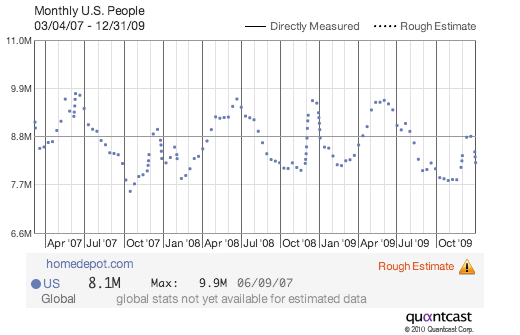 Monthly U.S. People
03/04/07 - 12/31/09
Directly Measured Rough Estimate
11.0M
9.9M
8.8M
7.7M
6.6M
Apr '07 Jul '07 Oct '07 Jan '08 Apr '08 Jul '08 Oct '08 Jan '09 Apr '09 Jul '09 Oct '09
homedepot.com Rough Estimate
US 8.1M Max: 9.9M 06/09/07
Global global stats not yet available for estimated data
quantcast
© 2010 Quantcast Corp.